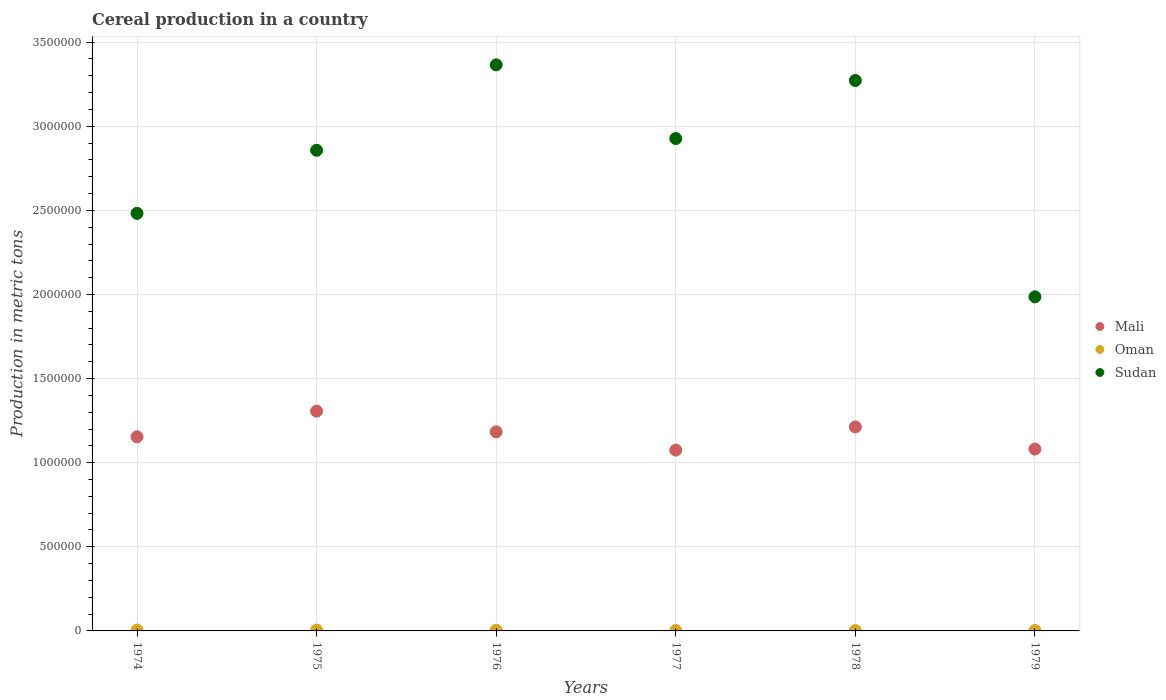 Cereal production in a country
Production in metric tons
3500000
3000000
2500000
2000000
1500000
1000000
500000
0
1974
1975
1976
1977
1978
1979
Years
Mali
Oman
Sudan